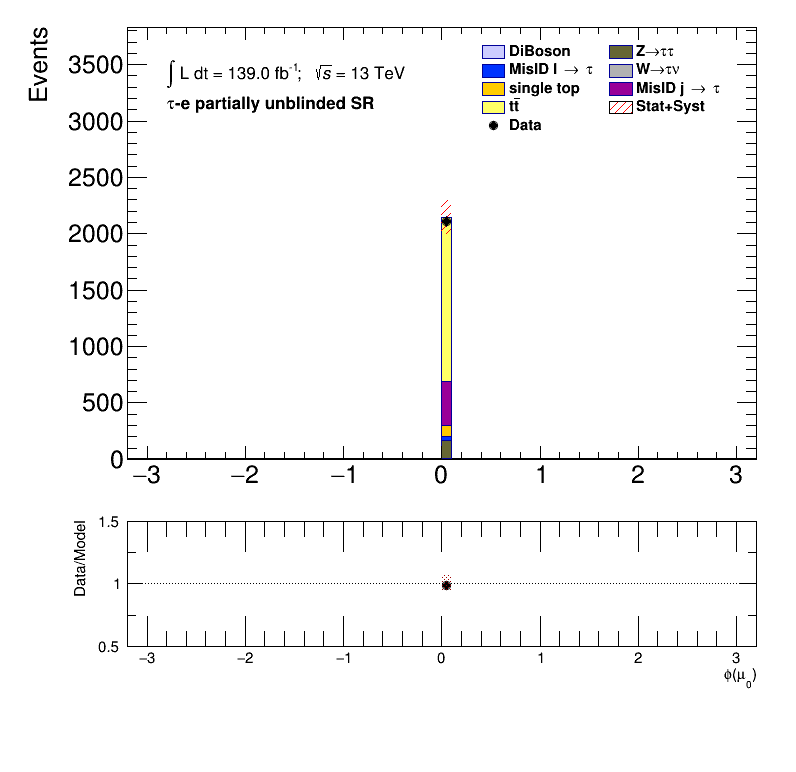 Events
3500
3000
2500
2000
1500
1000
500
0
∫ L dt = 139.0 fb⁻¹; √s = 13 TeV
τ-e partially unblinded SR
DiBoson Z→ττ
MisID l → τ W→τν
single top MisID j → τ
tt̄ Stat+Syst
Data
−3 −2 −1 0 1 2 3
Data/Model
1.5
1
0.5
−3 −2 −1 0 1 2 3
ϕ(μ₀)